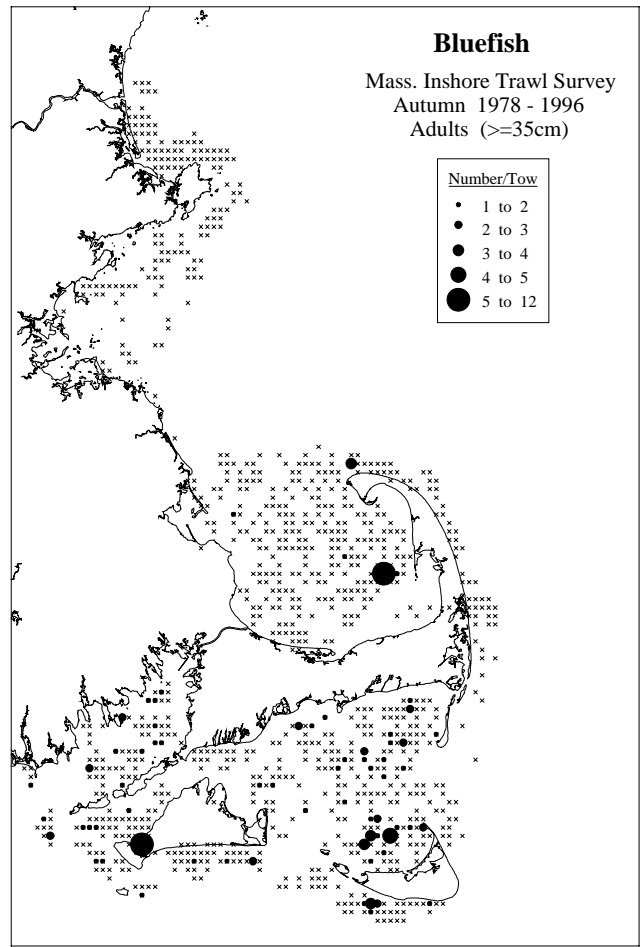 Bluefish
Mass. Inshore Trawl Survey
Autumn 1978 - 1996
Adults (>=35cm)
Number/Tow
1 to 2
2 to 3
3 to 4
4 to 5
5 to 12